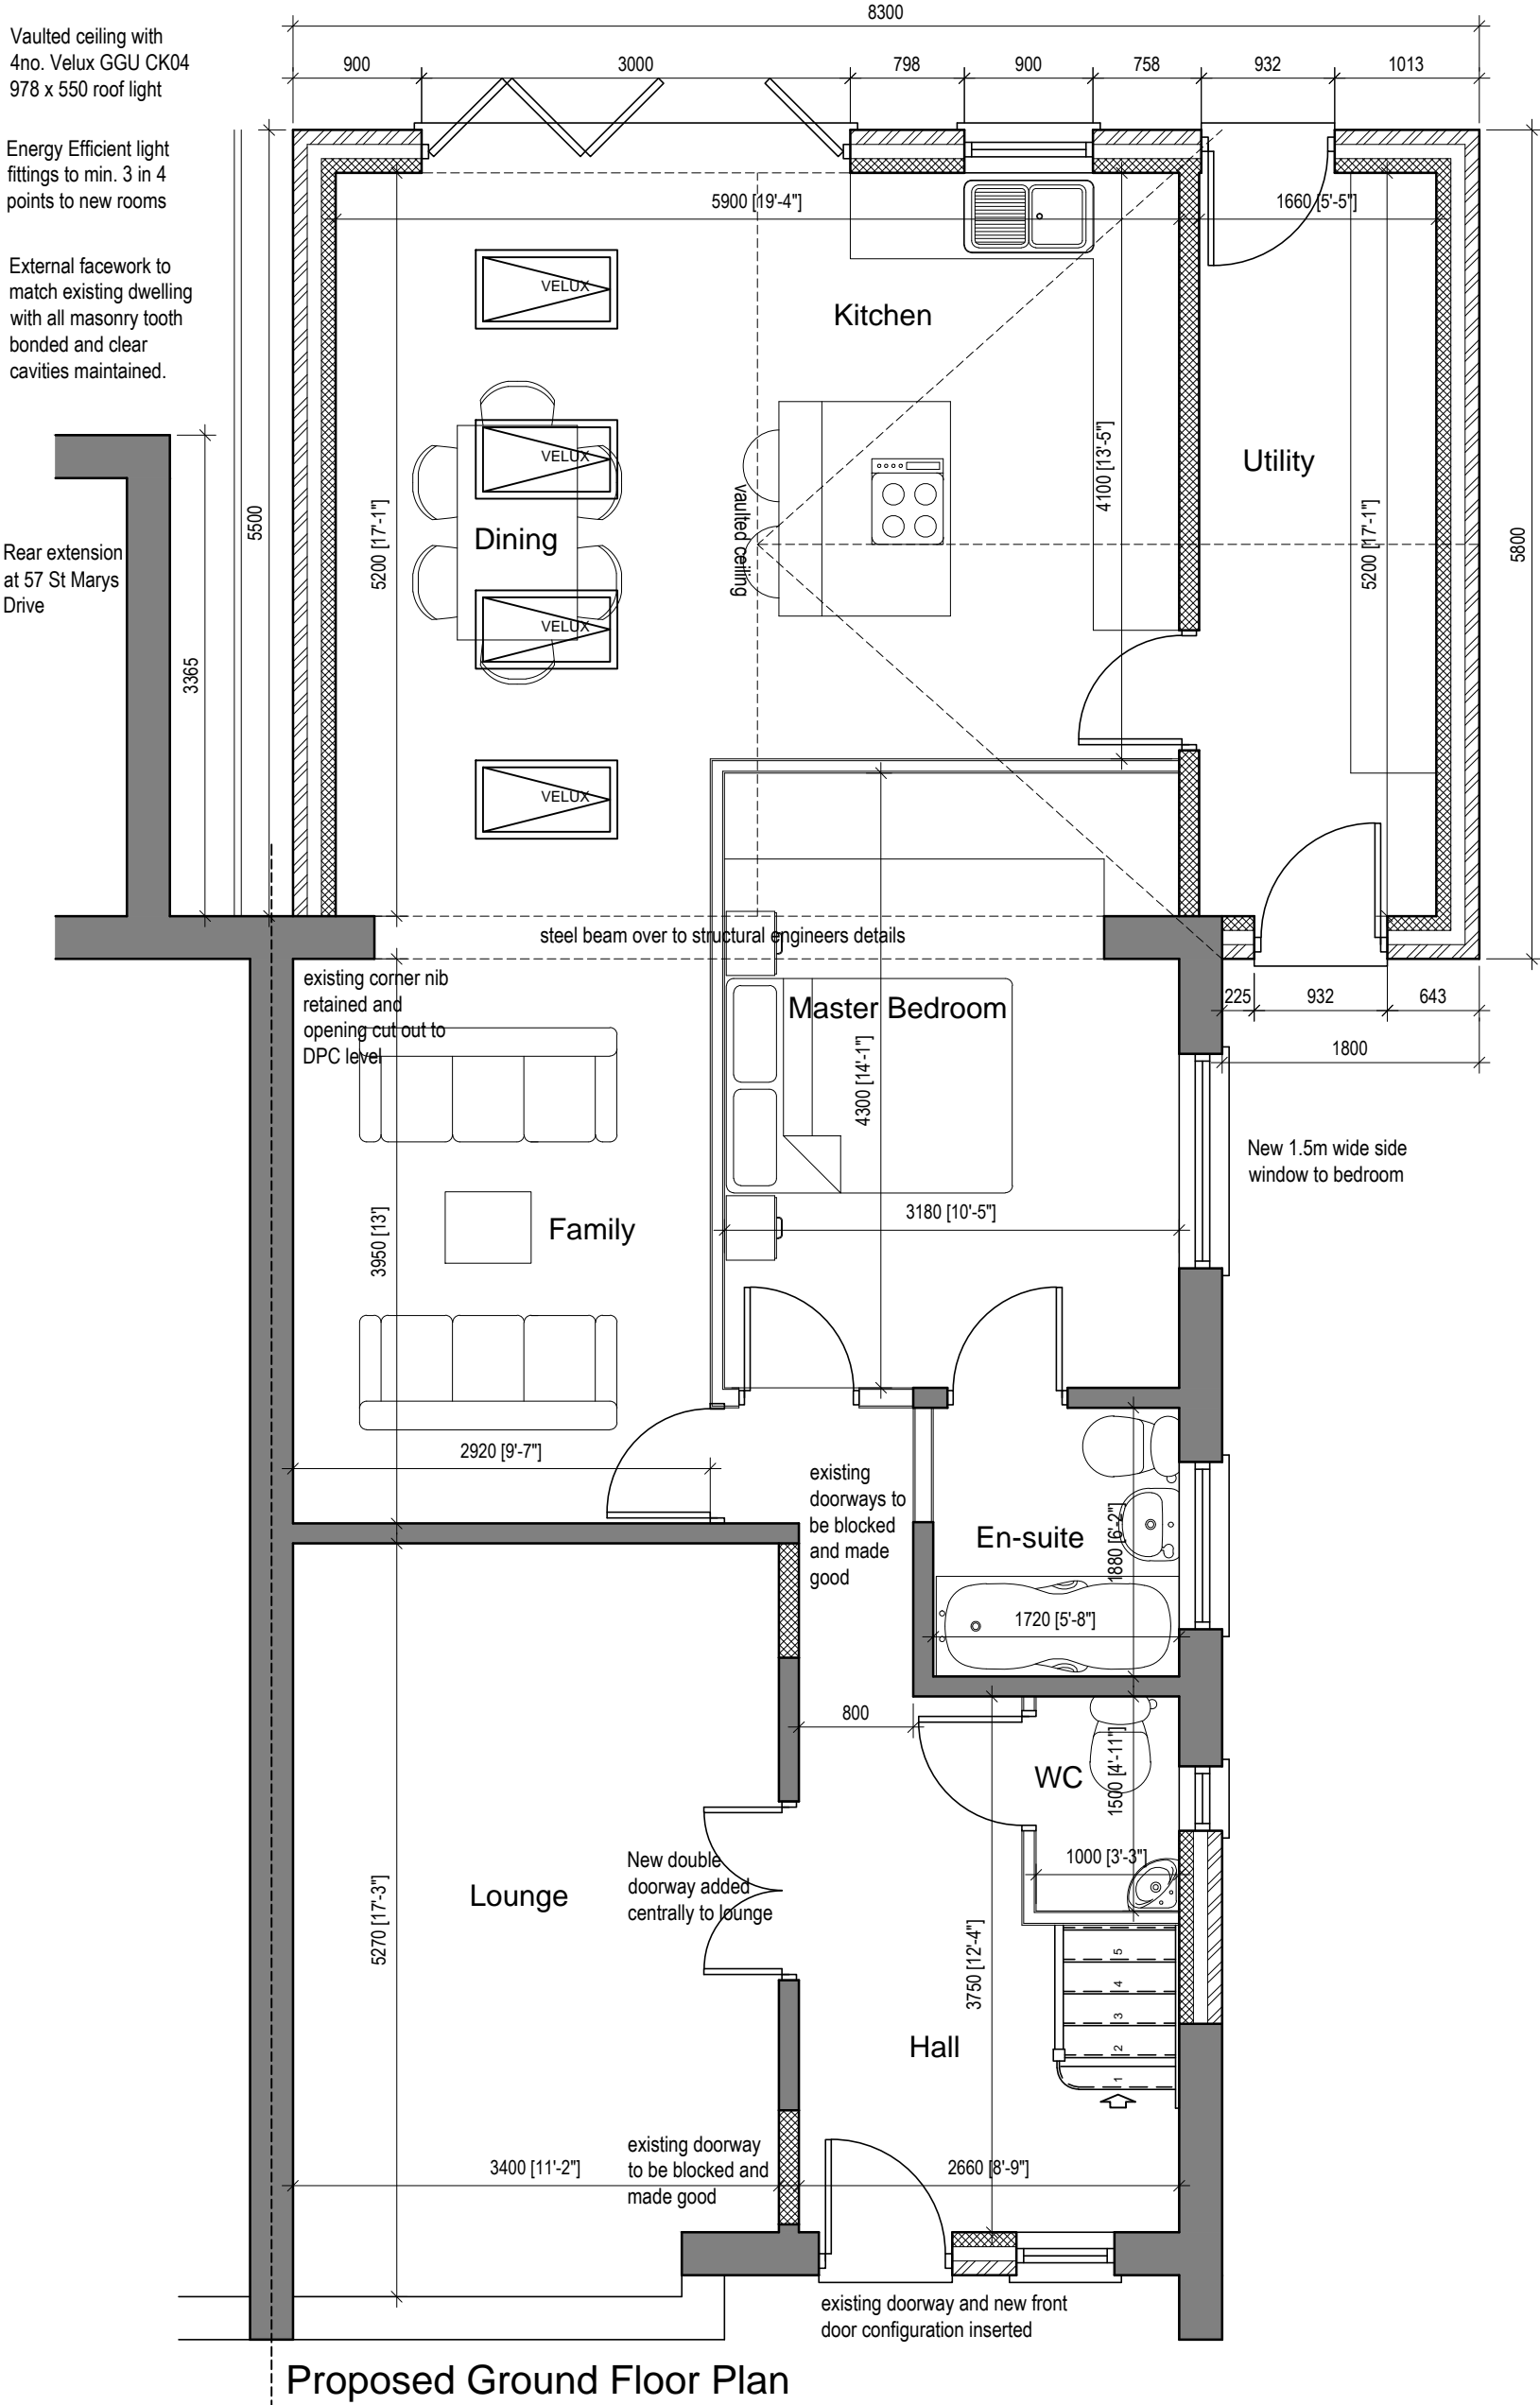 8300
Vaulted ceiling with
4no. Velux GGU CK04
978 x 550 roof light
900
3000
798
900
758
932
1013
Energy Efficient light
fittings to min. 3 in 4
points to new rooms
External facework to
match existing dwelling
with all masonry tooth
bonded and clear
cavities maintained.
5900 [19'-4"]
1660 [5'-5"]
VELUX
Kitchen
VELUX
4100 [13'-5"]
Utility
5500
5200 [17'-1"]
Dining
vaulted ceiling
5200 [17'-1"]
5800
Rear extension
at 57 St Marys
Drive
VELUX
3365
VELUX
steel beam over to structural engineers details
existing corner nib
retained and
opening cut out to
DPC level
Master Bedroom
225
932
643
1800
4300 [14'-1"]
New 1.5m wide side
window to bedroom
3180 [10'-5"]
3950 [13']
Family
2920 [9'-7"]
existing
doorways to
be blocked
and made
good
En-suite
1880 [6'-2"]
1720 [5'-8"]
800
WC
1500 [4'-11"]
1000 [3'-3"]
New double
doorway added
centrally to lounge
Lounge
5270 [17'-3"]
3750 [12'-4"]
5
4
3
2
1
Hall
existing doorway
to be blocked and
made good
3400 [11'-2"]
2660 [8'-9"]
existing doorway and new front
door configuration inserted
Proposed Ground Floor Plan